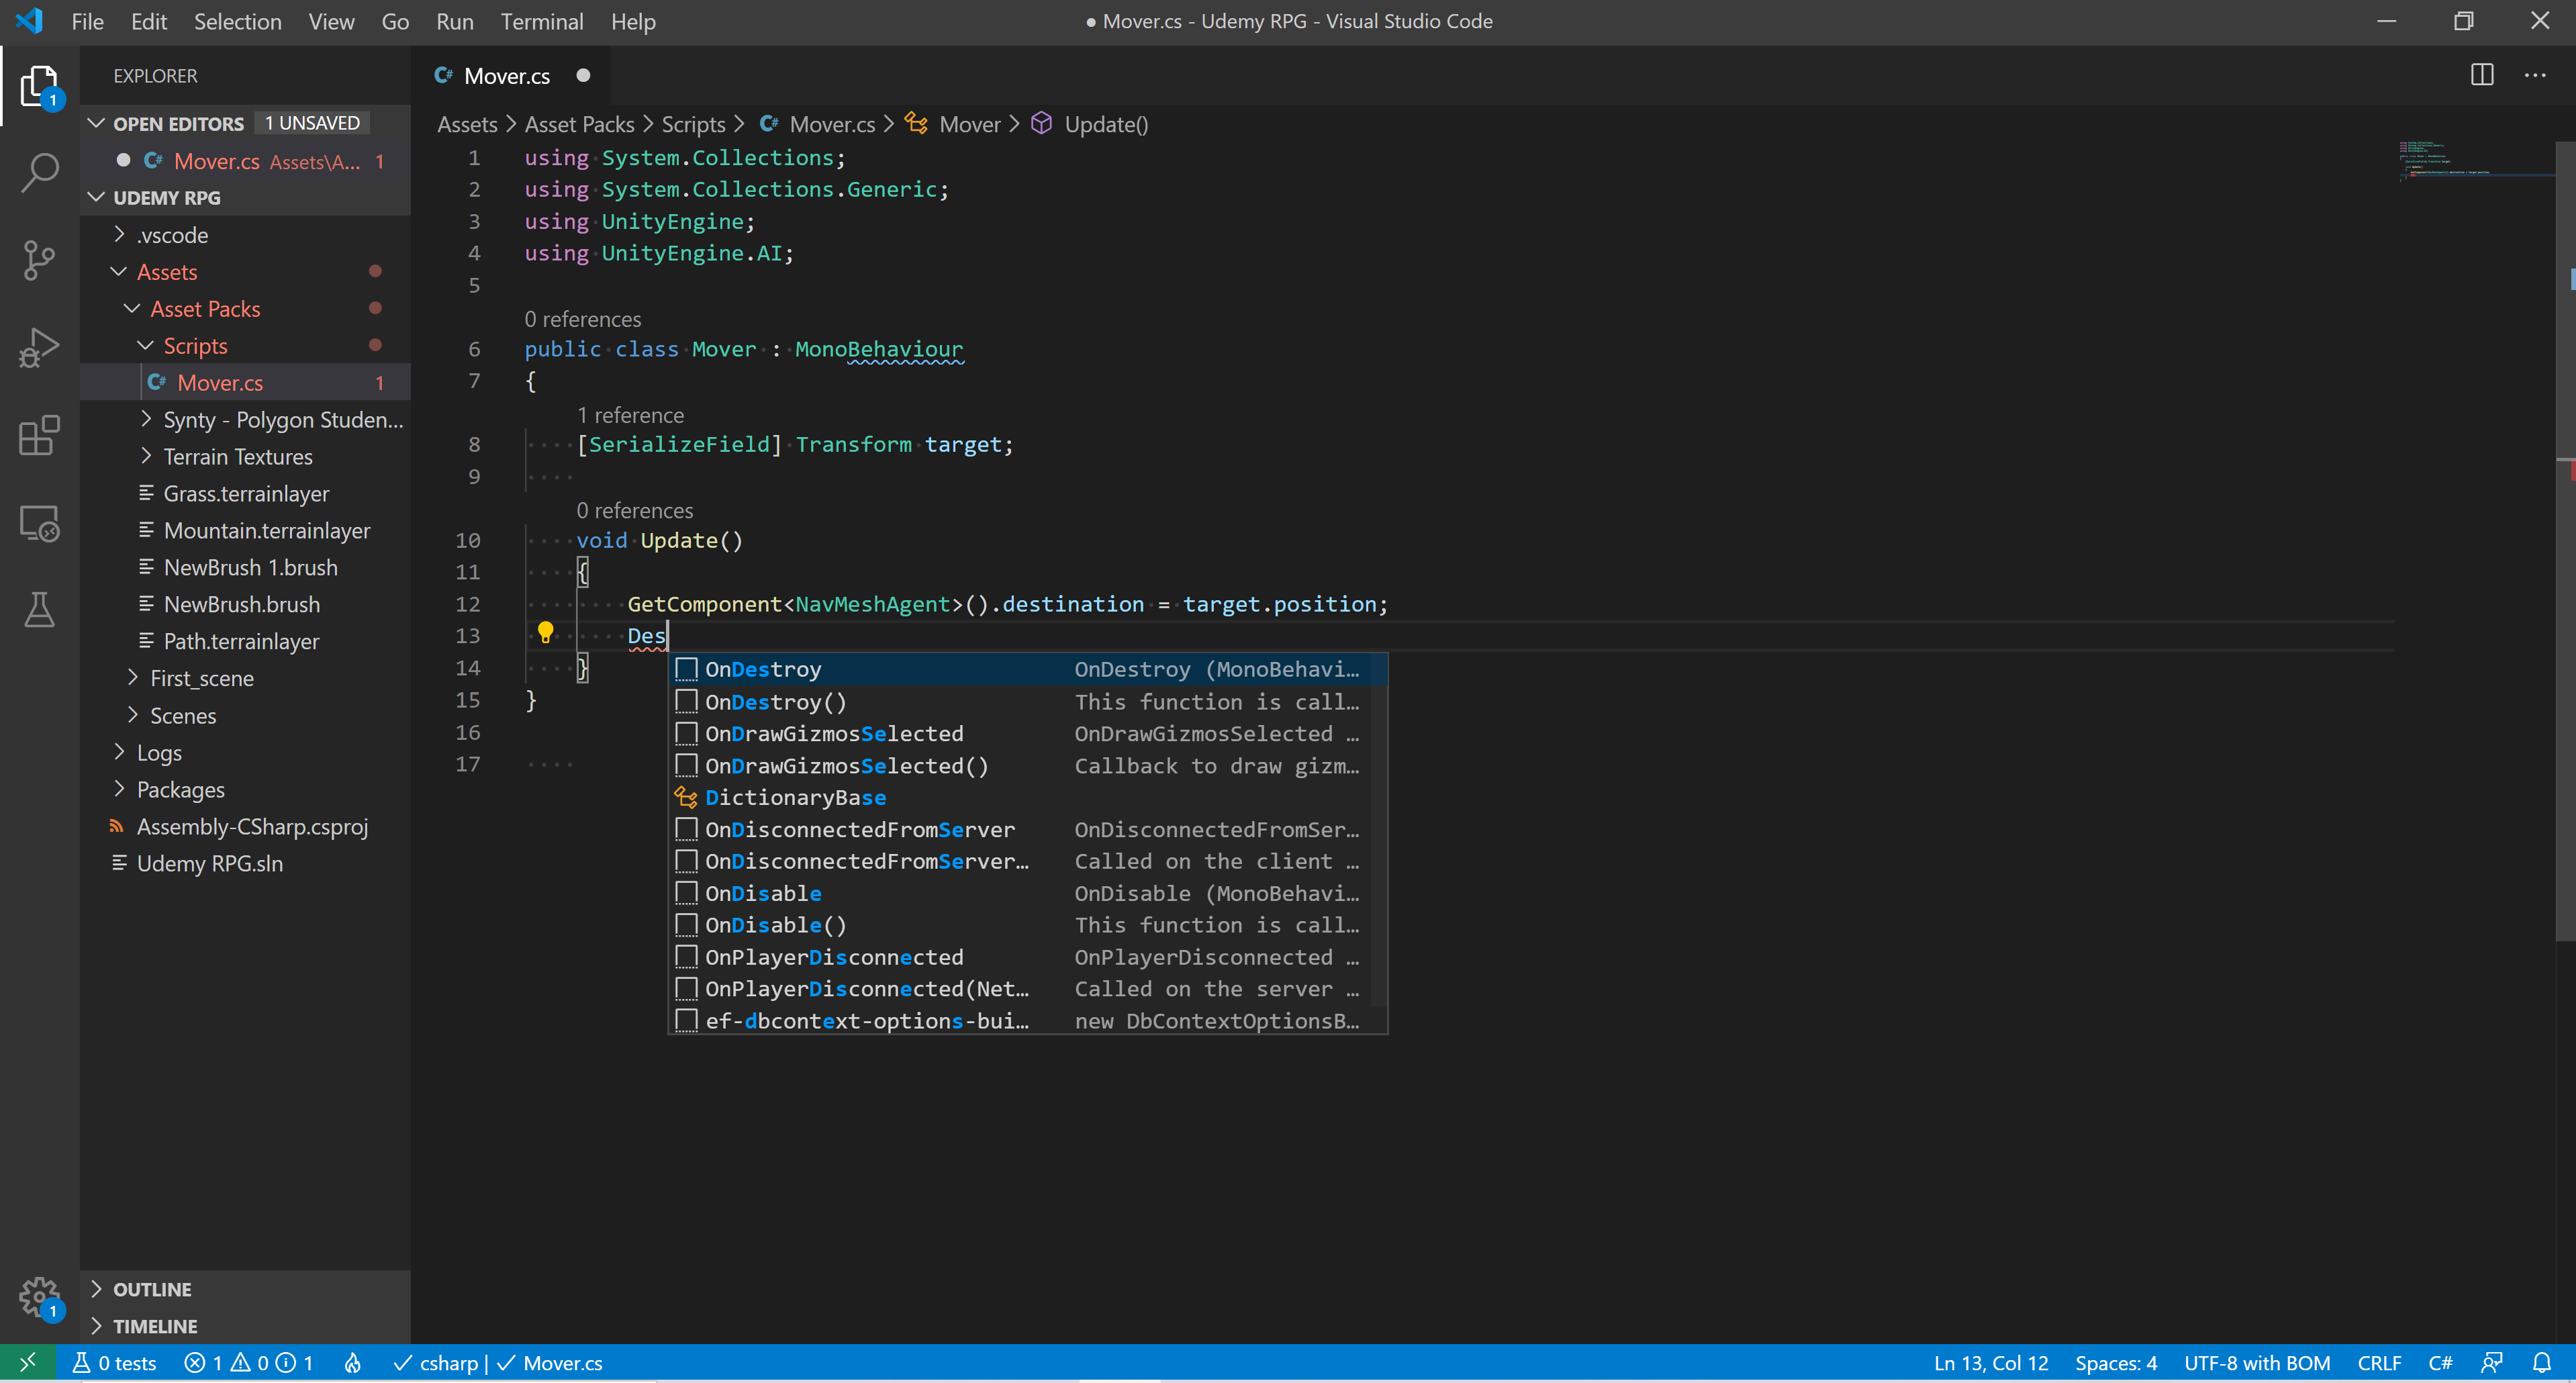 File Edit Selection View Go Run Terminal Help
● Mover.cs - Udemy RPG - Visual Studio Code
EXPLORER
OPEN EDITORS 1 UNSAVED
Mover.cs Assets\A... 1
UDEMY RPG
.vscode
Assets
Asset Packs
Scripts
Mover.cs 1
Synty - Polygon Studen...
Terrain Textures
Grass.terrainlayer
Mountain.terrainlayer
NewBrush 1.brush
NewBrush.brush
Path.terrainlayer
First_scene
Scenes
Logs
Packages
Assembly-CSharp.csproj
Udemy RPG.sln
OUTLINE
TIMELINE
1
1
Mover.cs
Assets > Asset Packs > Scripts > Mover.cs > Mover > Update()
1 using System.Collections;
2 using System.Collections.Generic;
3 using UnityEngine;
4 using UnityEngine.AI;
5
0 references
6 public class Mover : MonoBehaviour
7 {
1 reference
8 [SerializeField] Transform target;
9
0 references
10 void Update()
11 {
12 GetComponent<NavMeshAgent>().destination = target.position;
13 Des
14 }
15 }
16
17
OnDestroy OnDestroy (MonoBehavi…
OnDestroy() This function is call…
OnDrawGizmosSelected OnDrawGizmosSelected …
OnDrawGizmosSelected() Callback to draw gizm…
DictionaryBase
OnDisconnectedFromServer OnDisconnectedFromSer…
OnDisconnectedFromServer… Called on the client …
OnDisable OnDisable (MonoBehavi…
OnDisable() This function is call…
OnPlayerDisconnected OnPlayerDisconnected …
OnPlayerDisconnected(Net… Called on the server …
ef-dbcontext-options-bui… new DbContextOptionsB…
0 tests 1 0 1 csharp | Mover.cs
Ln 13, Col 12 Spaces: 4 UTF-8 with BOM CRLF C#